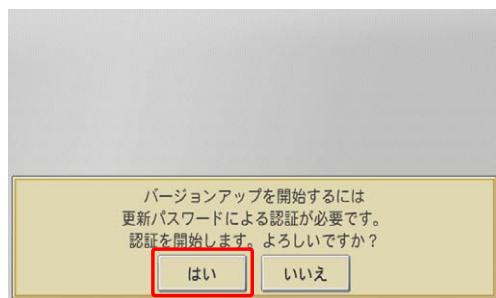 バージョンアップを開始するには
更新パスワードによる認証が必要です。
認証を開始します。よろしいですか？
はい いいえ